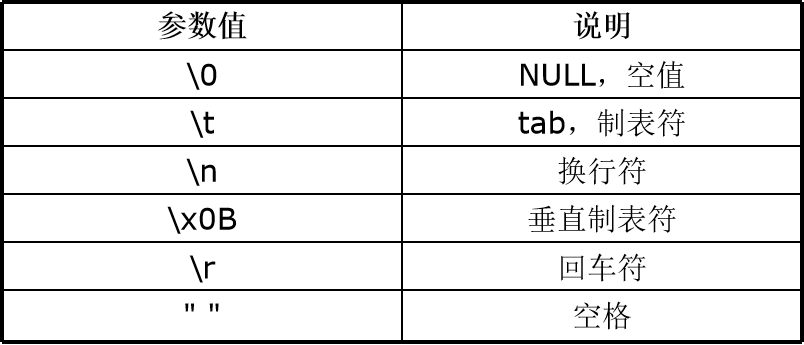 参数值 说明
\0 NULL，空值
\t tab，制表符
\n 换行符
\x0B 垂直制表符
\r 回车符
" " 空格